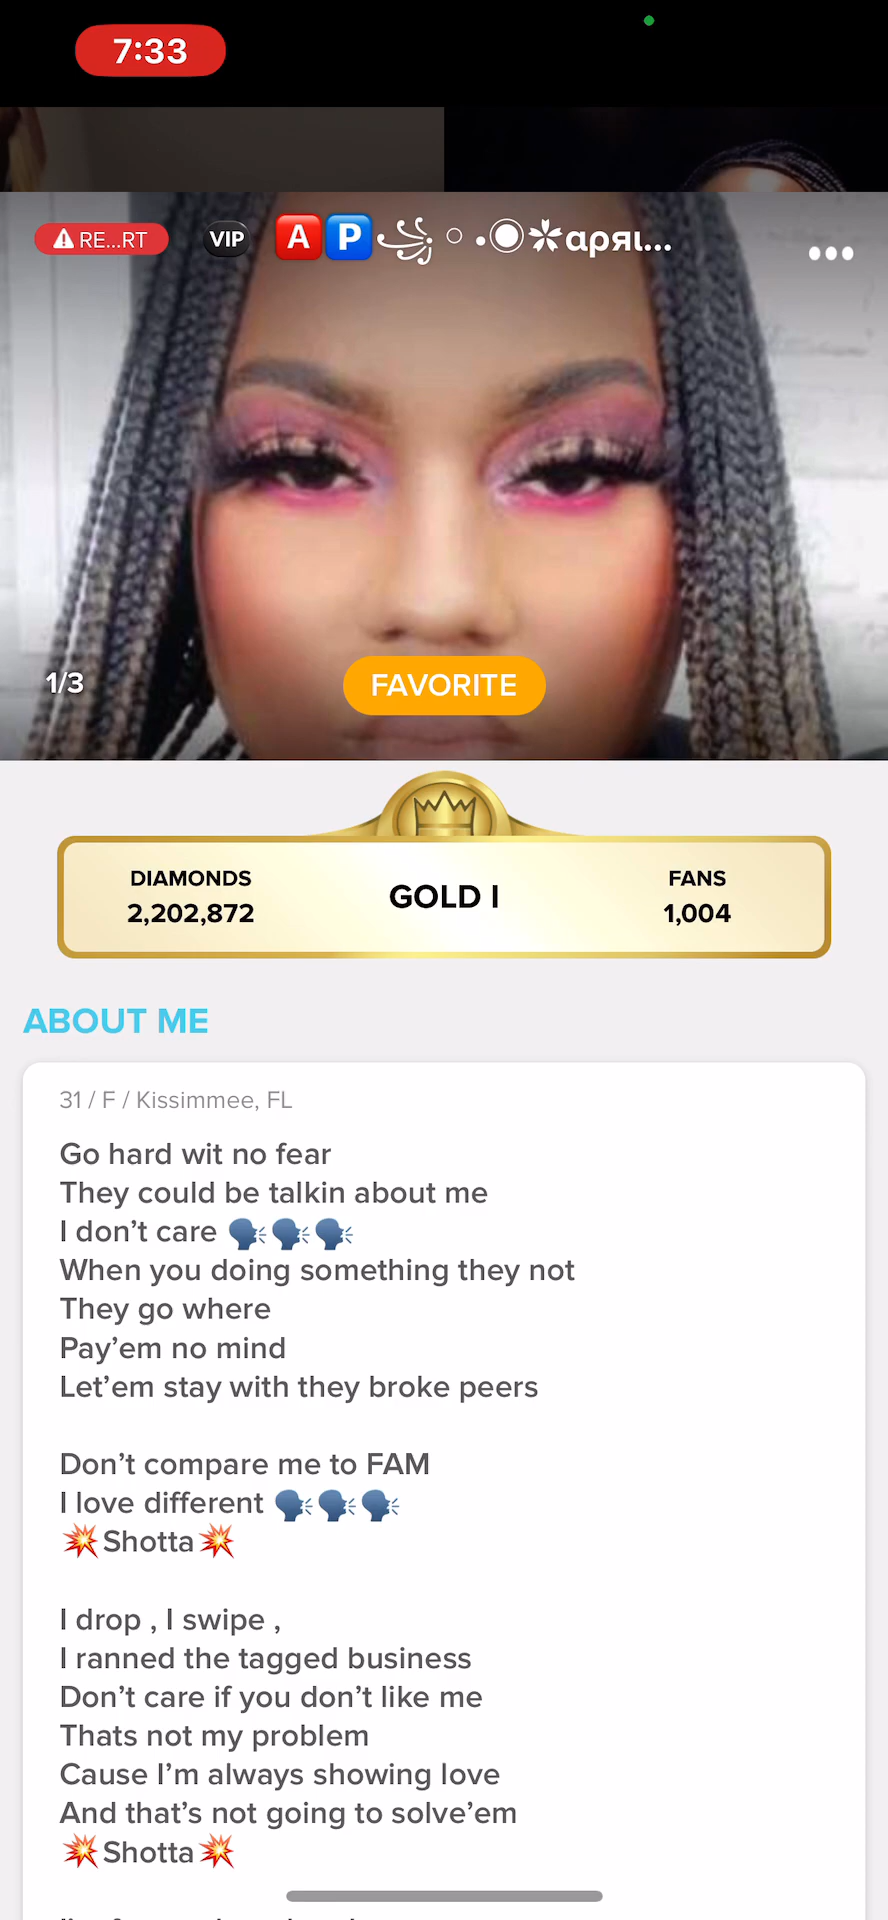 7:33
RE...RT
VIP
🅰️🅿️꧁ ○ •◉✲αρяι...
1/3
FAVORITE
DIAMONDS
2,202,872
GOLD I
FANS
1,004
ABOUT ME
31 / F / Kissimmee, FL
Go hard wit no fear
They could be talkin about me
I don’t care 🗣️🗣️🗣️
When you doing something they not
They go where
Pay’em no mind
Let’em stay with they broke peers
Don’t compare me to FAM
I love different 🗣️🗣️🗣️
💥Shotta💥
I drop , I swipe ,
I ranned the tagged business
Don’t care if you don’t like me
Thats not my problem
Cause I’m always showing love
And that’s not going to solve’em
💥Shotta💥